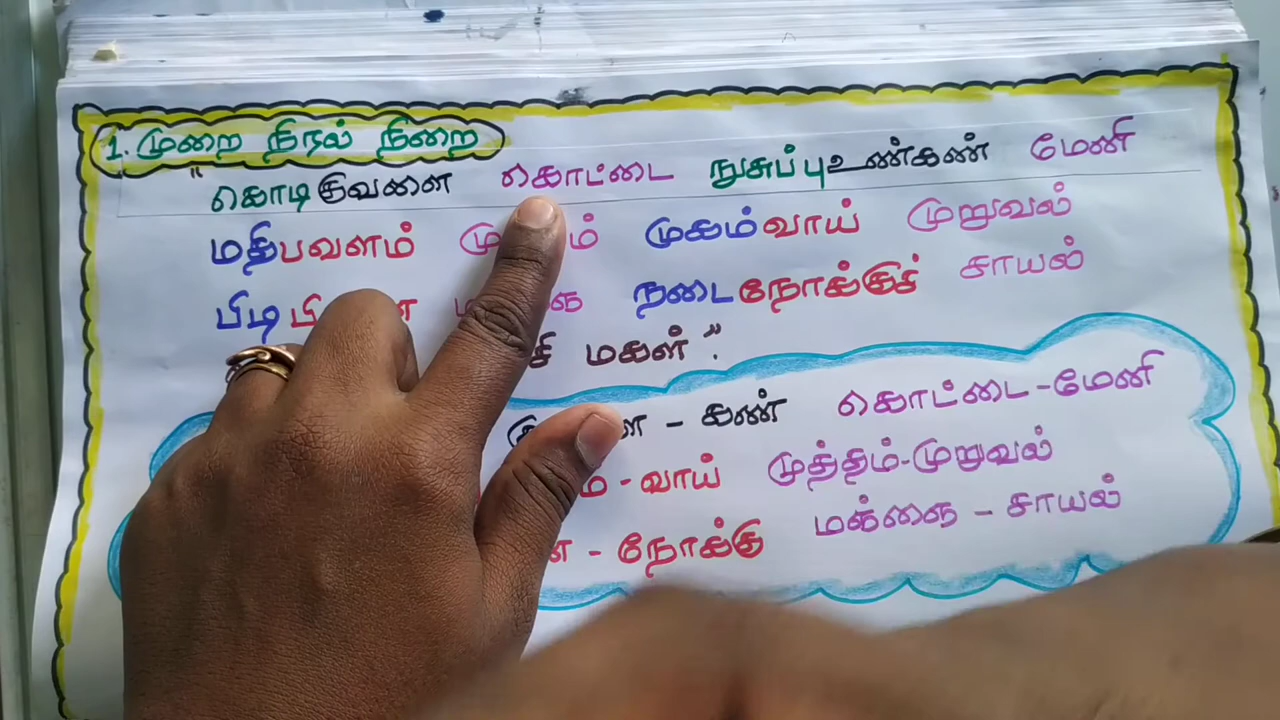 1. முறை நிரல் நிறை
"கொடிகுவளை கொட்டை நுசுப்புஉண்கண் மேனி
மதிபவளம் முகம்வாய் முறுவல்
பிடி நடைநோக்குச் சாயல்
மகள்".
- கண் கொட்டை-மேனி
- வாய் முத்தம்-முறுவல்
- நோக்கு மஞ்ஞை - சாயல்